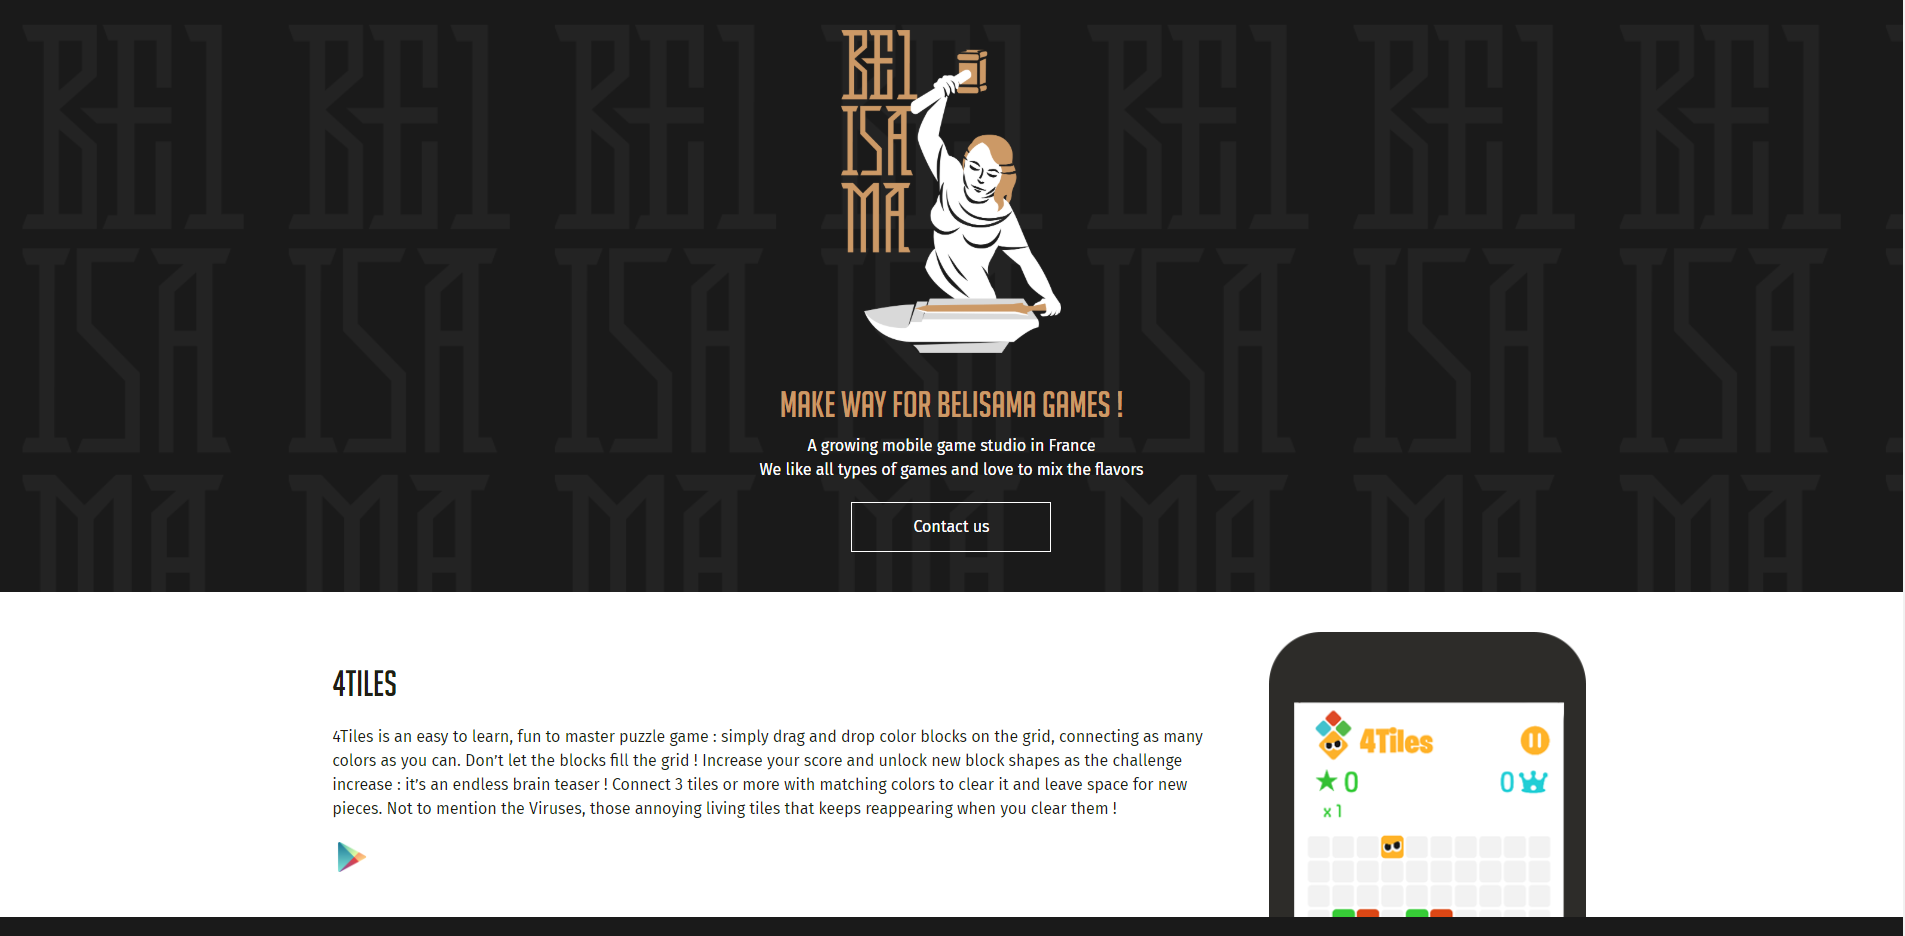 BEL
ISA
MA
MAKE WAY FOR BELISAMA GAMES !
A growing mobile game studio in France
We like all types of games and love to mix the flavors
Contact us
4TILES
4Tiles is an easy to learn, fun to master puzzle game : simply drag and drop color blocks on the grid, connecting as many
colors as you can. Don’t let the blocks fill the grid ! Increase your score and unlock new block shapes as the challenge
increase : it’s an endless brain teaser ! Connect 3 tiles or more with matching colors to clear it and leave space for new
pieces. Not to mention the Viruses, those annoying living tiles that keeps reappearing when you clear them !
4Tiles
0 0
x 1